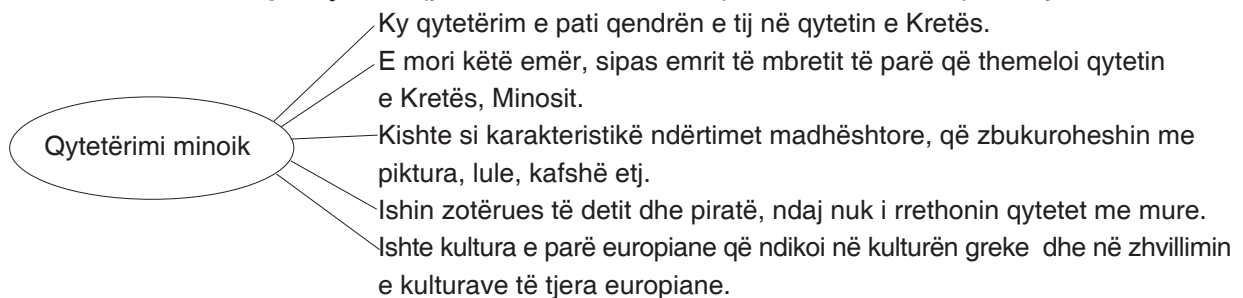 Ky qytetërim e pati qendrën e tij në qytetin e Kretës.
E mori këtë emër, sipas emrit të mbretit të parë që themeloi qytetin
e Kretës, Minosit.
Qytetërimi minoik
Kishte si karakteristikë ndërtimet madhështore, që zbukuroheshin me
piktura, lule, kafshë etj.
Ishin zotërues të detit dhe piratë, ndaj nuk i rrethonin qytetet me mure.
Ishte kultura e parë europiane që ndikoi në kulturën greke dhe në zhvillimin
e kulturave të tjera europiane.